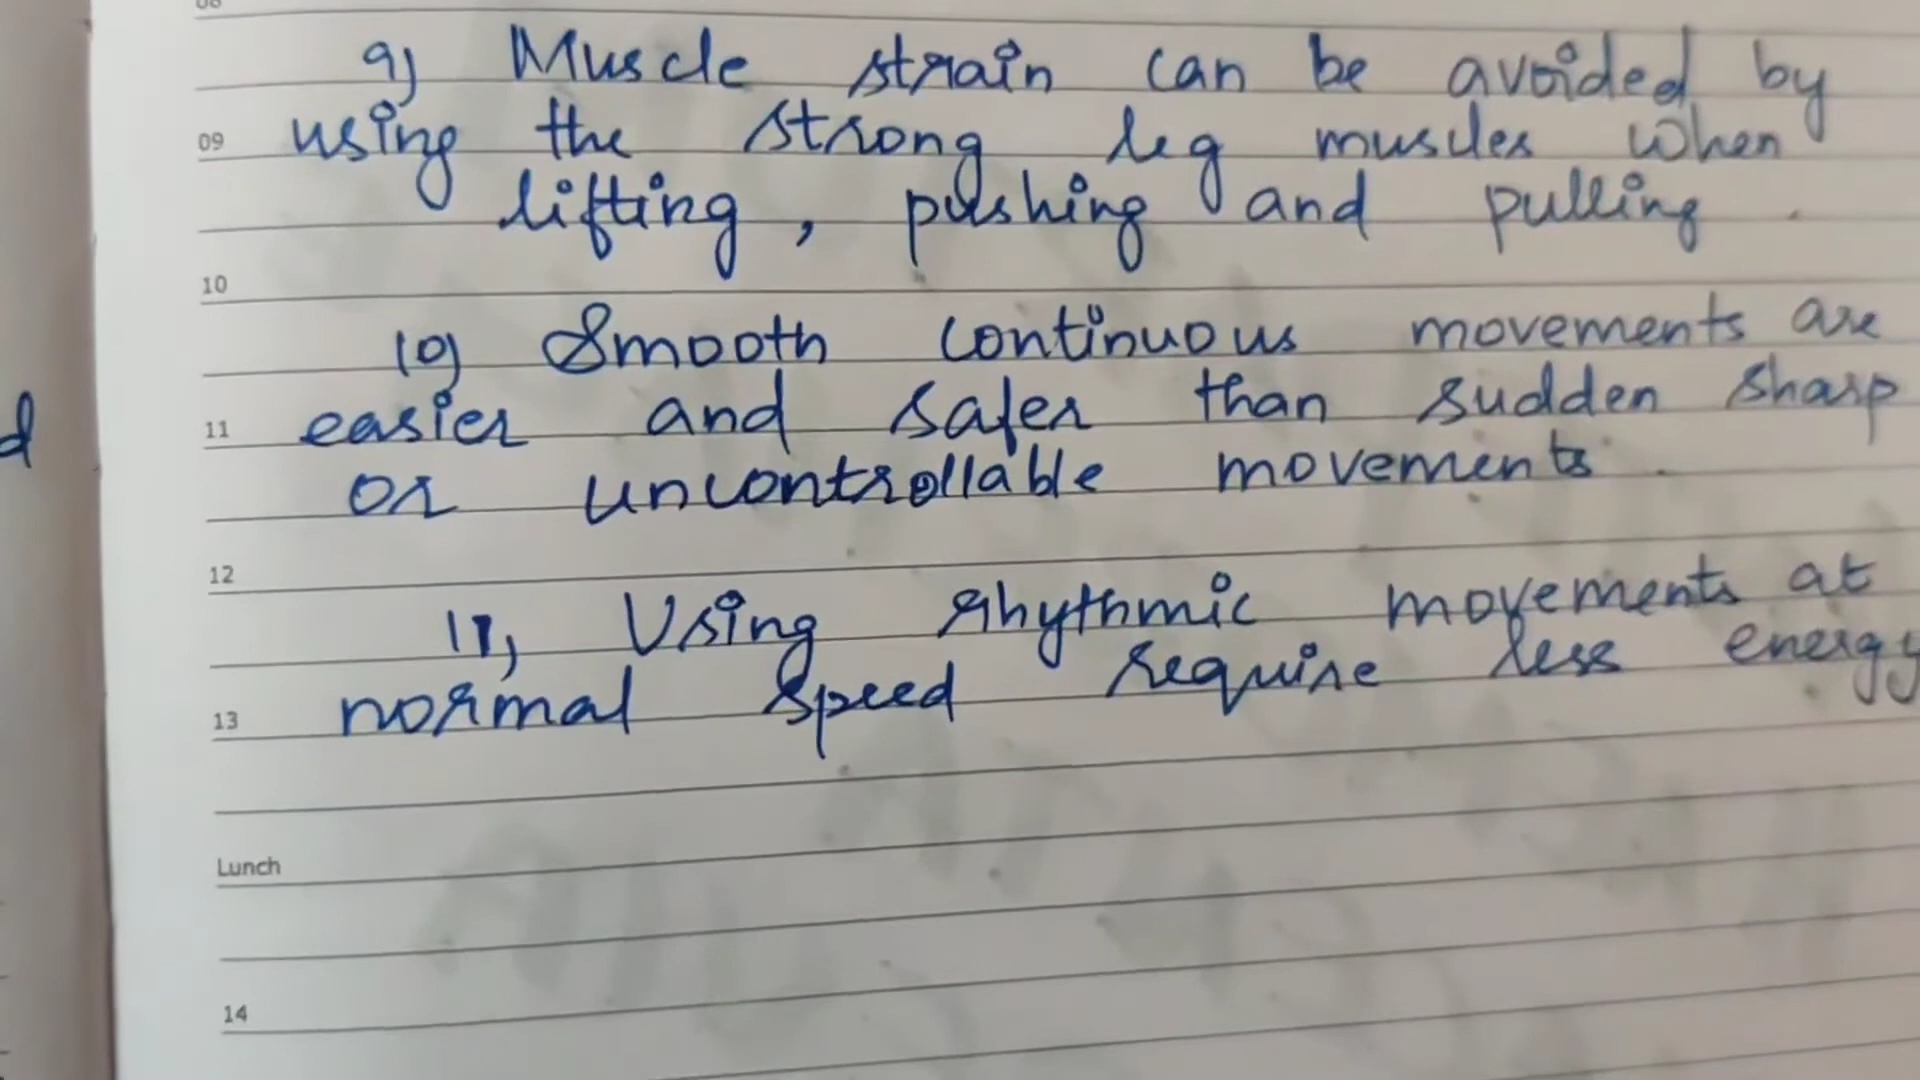 08
9) Muscle strain can be avoided by
09 using the strong leg muscles when
lifting, pushing and pulling.
10
10) Smooth continuous movements are
11 easier and safer than sudden sharp
d
or uncontrollable movements.
12
11, Using rhythmic movements at
13 normal speed require less energy
Lunch
14